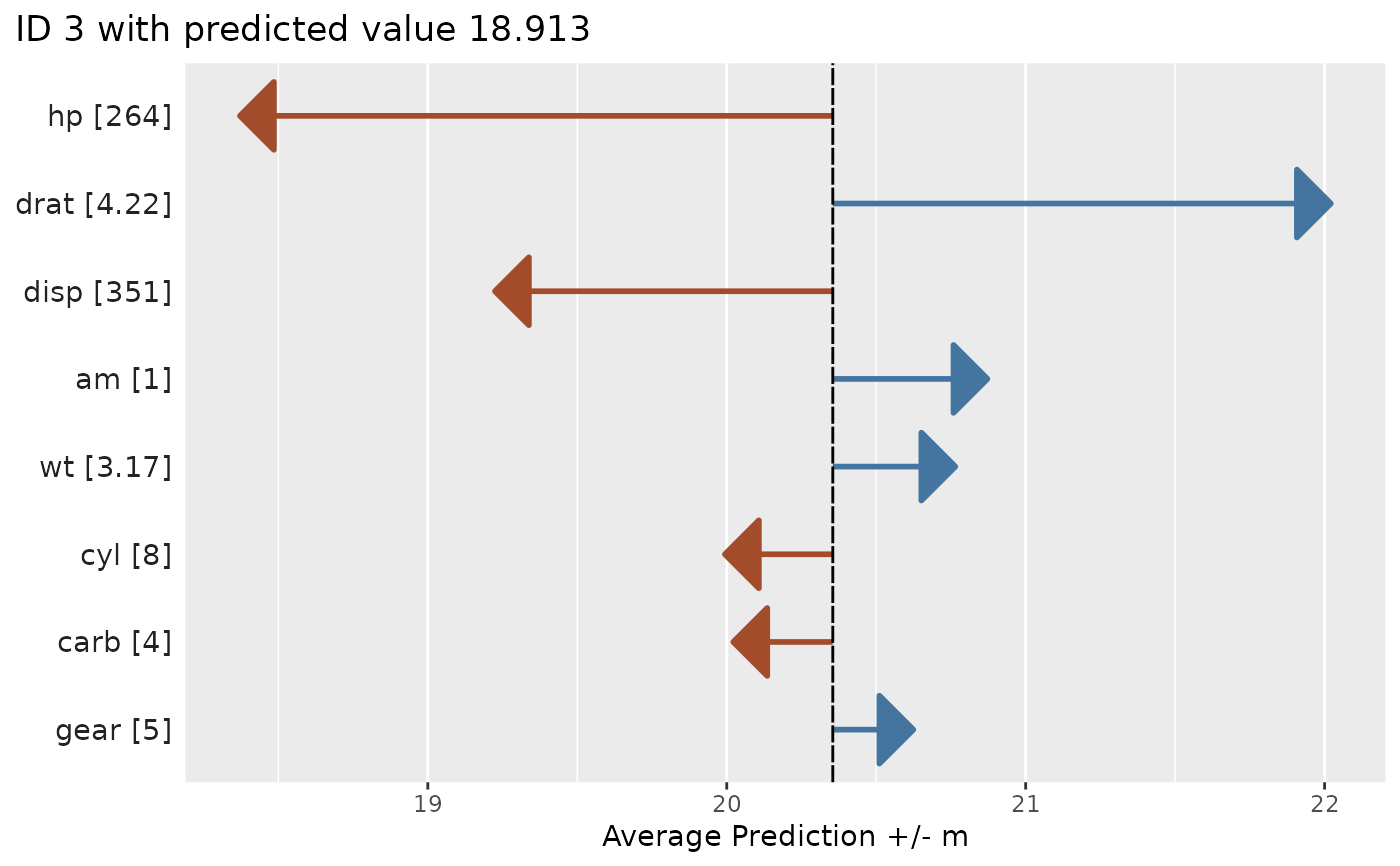 ID 3 with predicted value 18.913
hp [264]
drat [4.22]
disp [351]
am [1]
wt [3.17]
cyl [8]
carb [4]
gear [5]
19 20 21 22
Average Prediction +/- m